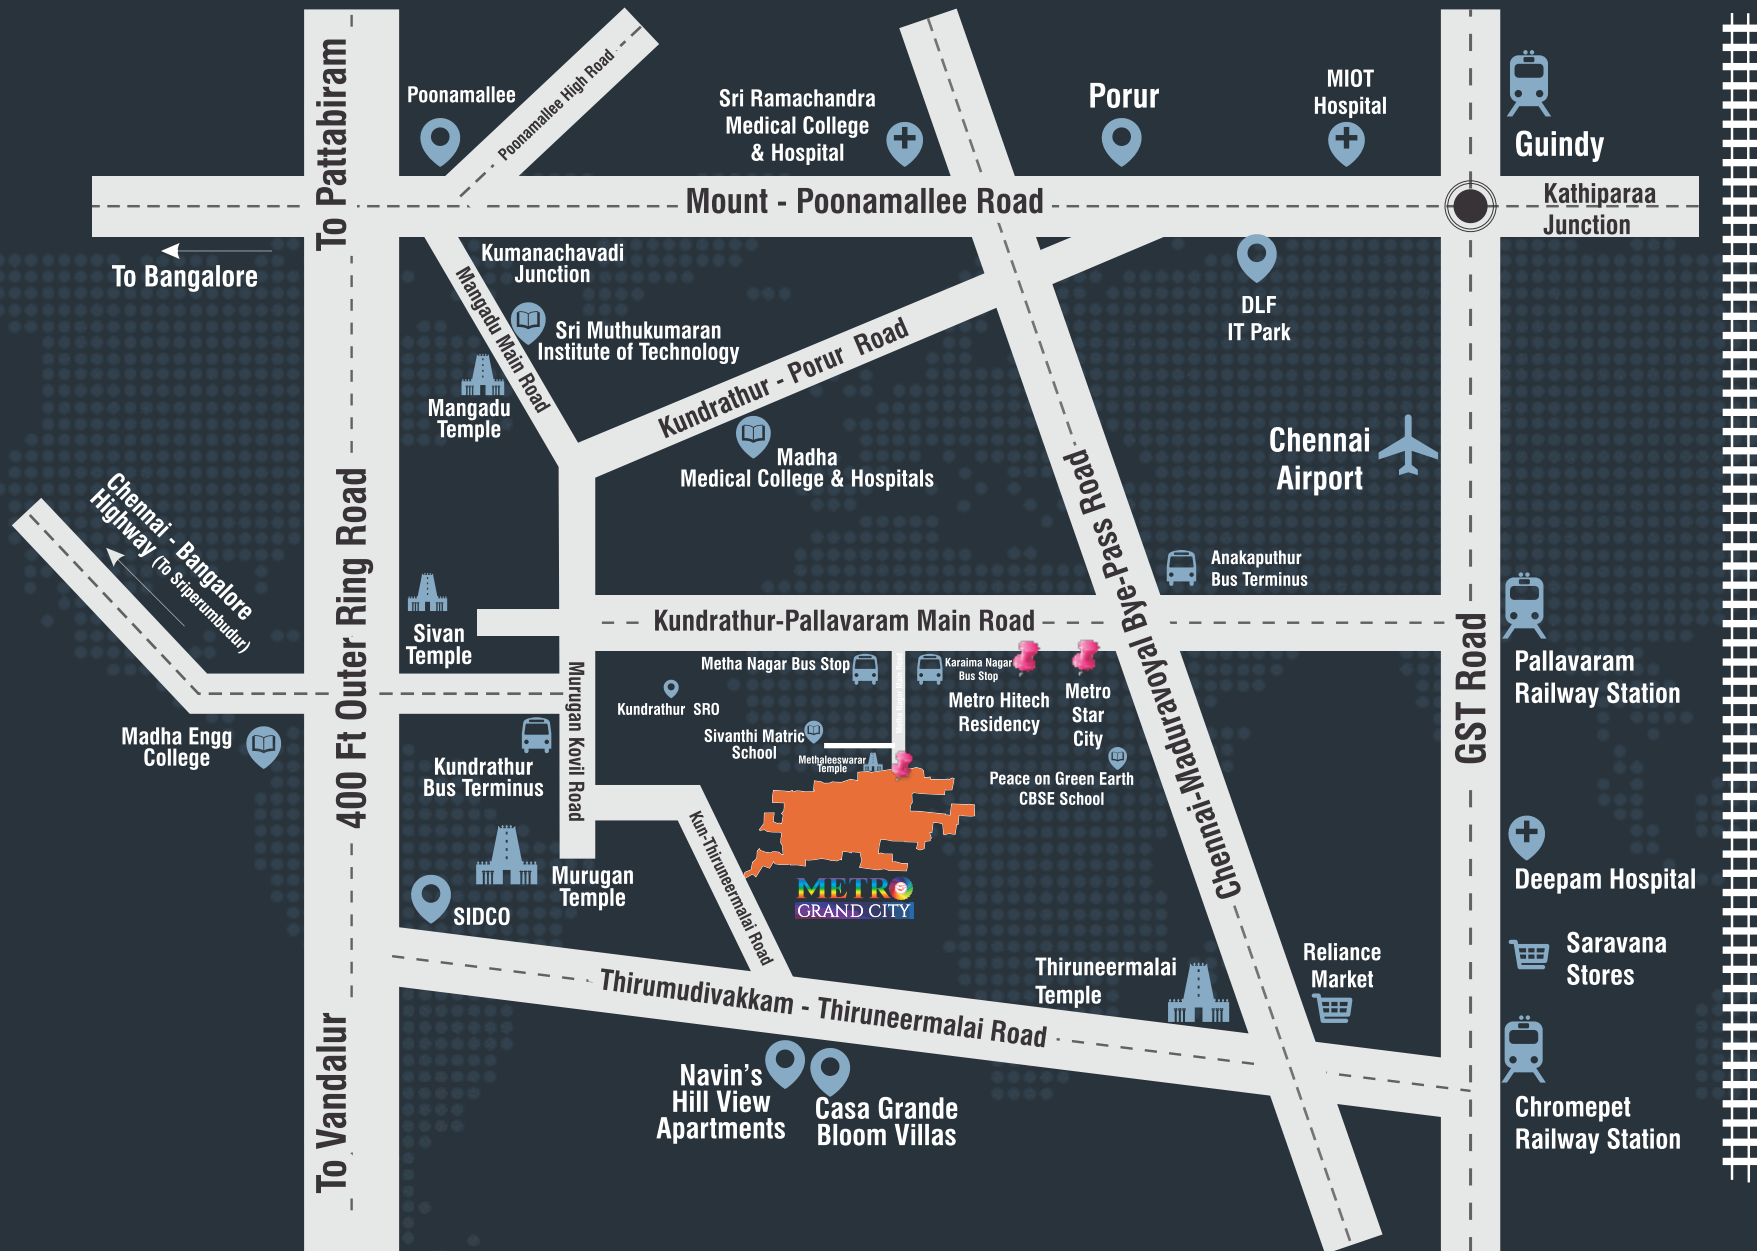 To Pattabiram
Poonamallee
Poonamallee High Road
Sri Ramachandra
Medical College
& Hospital
Porur
MIOT
Hospital
Guindy
Mount - Poonamallee Road
Kathiparaa
Junction
To Bangalore
Kumanachavadi
Junction
Mangadu Main Road
Sri Muthukumaran
Institute of Technology
Mangadu
Temple
Kundrathur - Porur Road
DLF
IT Park
Madha
Medical College & Hospitals
Chennai
Airport
Chennai - Bangalore
Highway (To Sriperumbudur)
400 Ft Outer Ring Road
Chennai-Maduravoyal Bye-Pass Road
Anakaputhur
Bus Terminus
Sivan
Temple
Kundrathur-Pallavaram Main Road
GST Road
Pallavaram
Railway Station
Metha Nagar Bus Stop
Karaima Nagar
Bus Stop
Murugan Kovil Road
Kundrathur SRO
Metro Hitech
Residency
Metro
Star
City
Madha Engg
College
Sivanthi Matric
School
Methaleeswarar
Temple
Kundrathur
Bus Terminus
Peace on Green Earth
CBSE School
Kun-Thiruneermalai Road
Murugan
Temple
METRO
GRAND CITY
SIDCO
Deepam Hospital
Saravana
Stores
Reliance
Market
Thiruneermalai
Temple
Thirumudivakkam - Thiruneermalai Road
To Vandalur
Navin's
Hill View
Apartments
Casa Grande
Bloom Villas
Chromepet
Railway Station